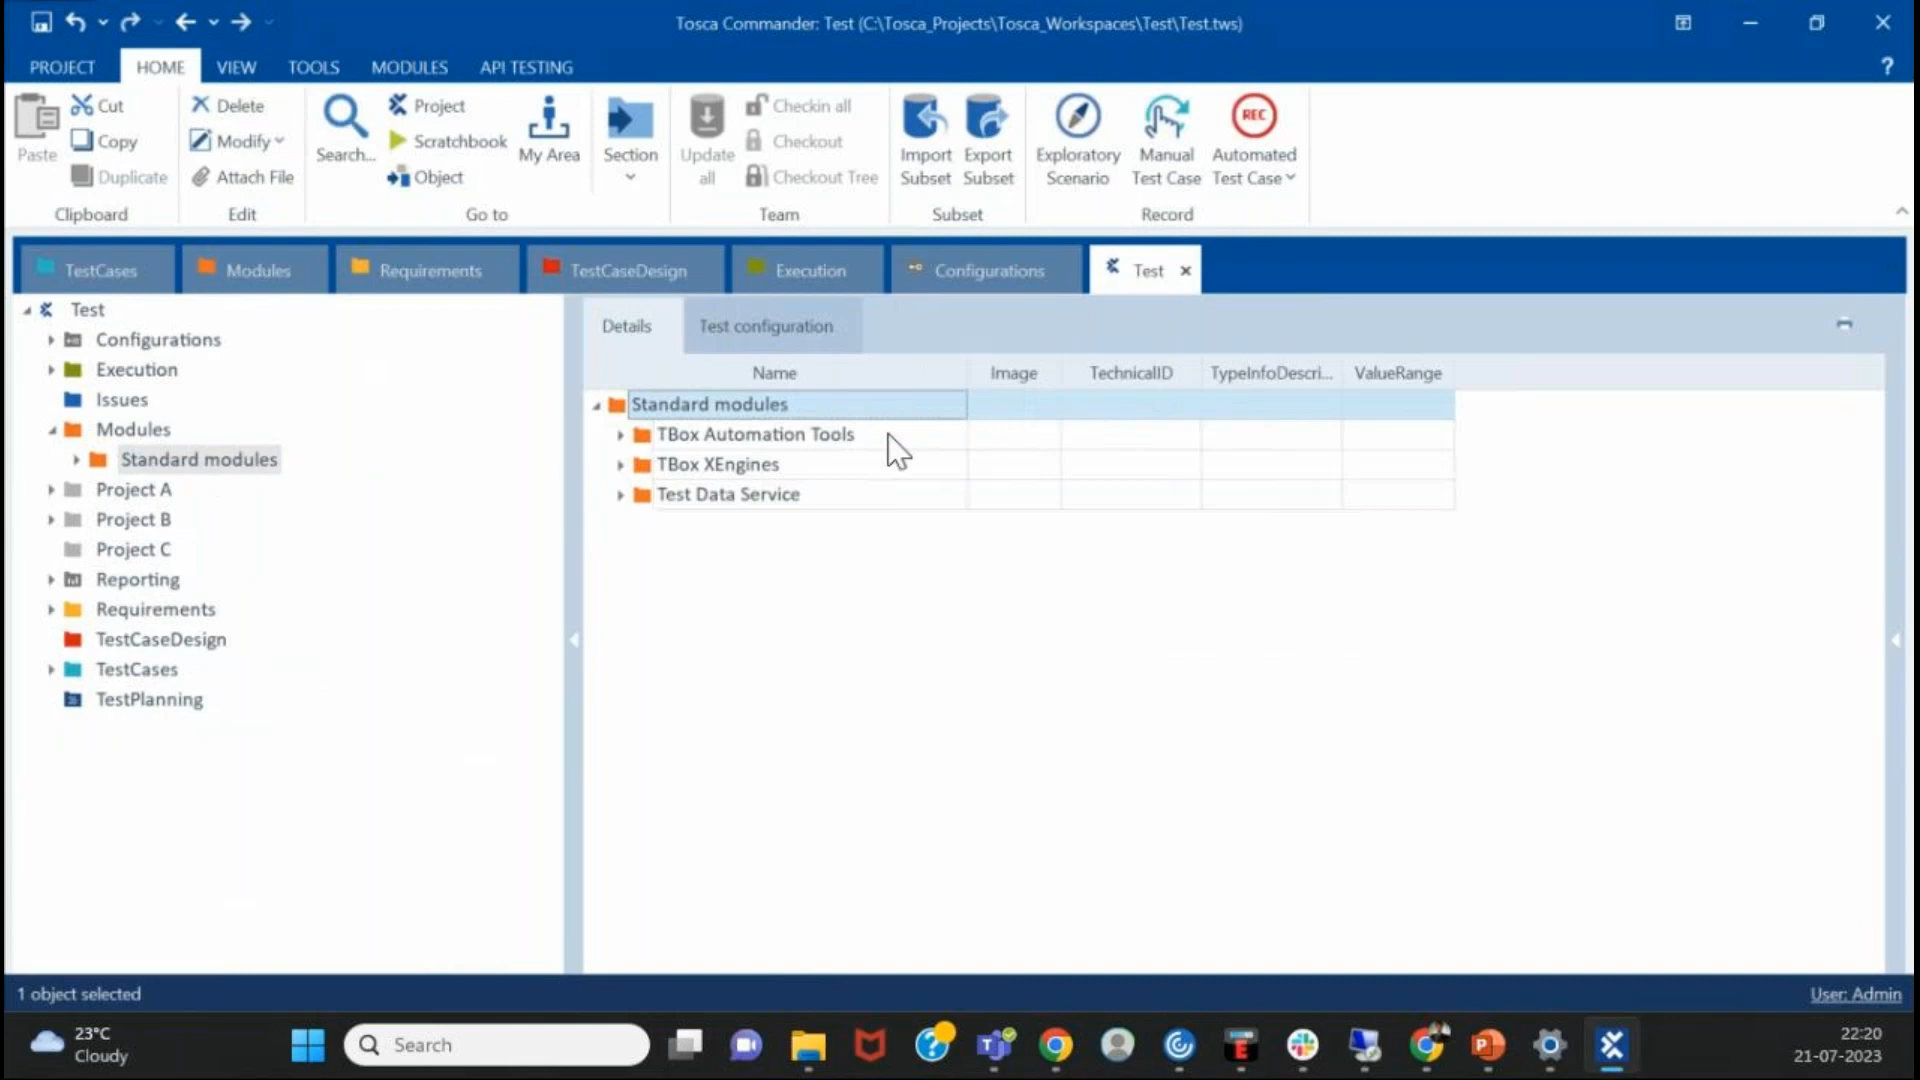 Tosca Commander: Test (C:\Tosca_Projects\Tosca_Workspaces\Test\Test.tws)
PROJECT HOME VIEW TOOLS MODULES API TESTING ?
Paste
Cut
Copy
Duplicate
Clipboard
Delete
Modify
Attach File
Edit
Search...
Project
Scratchbook
Object
My Area
Go to
Section
Update all
Checkin all
Checkout
Checkout Tree
Team
Import Subset
Export Subset
Subset
Exploratory Scenario
Manual Test Case
REC
Automated Test Case
Record
TestCases Modules Requirements TestCaseDesign Execution Configurations Test
Test
Configurations
Execution
Issues
Modules
Standard modules
Project A
Project B
Project C
Reporting
Requirements
TestCaseDesign
TestCases
TestPlanning
Details Test configuration
Name Image TechnicalID TypeInfoDescri... ValueRange
Standard modules
TBox Automation Tools
TBox XEngines
Test Data Service
1 object selected
User: Admin
23°C
Cloudy
Search
22:20
21-07-2023